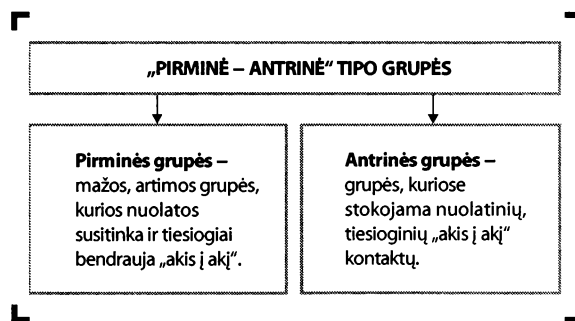 „PIRMINĖ – ANTRINĖ“ TIPO GRUPĖS
Pirminės grupės –
mažos, artimos grupės,
kurios nuolatos
susitinka ir tiesiogiai
bendrauja „akis į akį“.
Antrinės grupės –
grupės, kuriose
stokojama nuolatinių,
tiesioginių „akis į akį“
kontaktų.